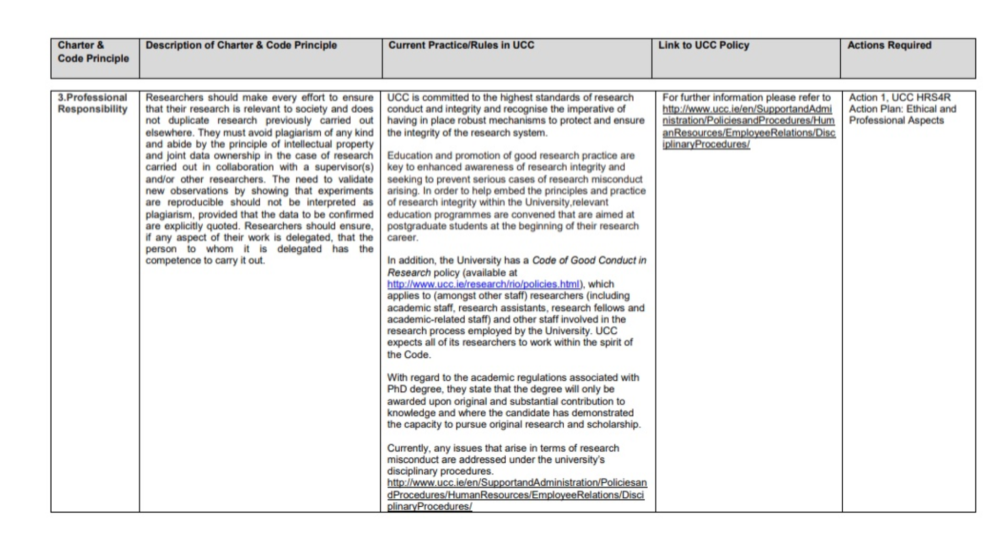 Charter &
Code Principle
Description of Charter & Code Principle
Current Practice/Rules in UCC
Link to UCC Policy
Actions Required
3.Professional
Responsibility
Researchers should make every effort to ensure
that their research is relevant to society and does
not duplicate research previously carried out
elsewhere. They must avoid plagiarism of any kind
and abide by the principle of intellectual property
and joint data ownership in the case of research
carried out in collaboration with a supervisor(s)
and/or other researchers. The need to validate
new observations by showing that experiments
are reproducible should not be interpreted as
plagiarism, provided that the data to be confirmed
are explicitly quoted. Researchers should ensure,
if any aspect of their work is delegated, that the
person to whom it is delegated has the
competence to carry it out.
UCC is committed to the highest standards of research
conduct and integrity and recognise the imperative of
having in place robust mechanisms to protect and ensure
the integrity of the research system.
Education and promotion of good research practice are
key to enhanced awareness of research integrity and
seeking to prevent serious cases of research misconduct
arising. In order to help embed the principles and practice
of research integrity within the University,relevant
education programmes are convened that are aimed at
postgraduate students at the beginning of their research
career.
In addition, the University has a Code of Good Conduct in
Research policy (available at
http://www.ucc.ie/research/rio/policies.html), which
applies to (amongst other staff) researchers (including
academic staff, research assistants, research fellows and
academic-related staff) and other staff involved in the
research process employed by the University. UCC
expects all of its researchers to work within the spirit of
the Code.
With regard to the academic regulations associated with
PhD degree, they state that the degree will only be
awarded upon original and substantial contribution to
knowledge and where the candidate has demonstrated
the capacity to pursue original research and scholarship.
Currently, any issues that arise in terms of research
misconduct are addressed under the university's
disciplinary procedures.
http://www.ucc.ie/en/SupportandAdministration/Policiesan
dProcedures/HumanResources/EmployeeRelations/Disci
plinaryProcedures/
For further information please refer to
http://www.ucc.ie/en/SupportandAdmi
nistration/PoliciesandProcedures/Hum
anResources/EmployeeRelations/Disc
iplinaryProcedures/
Action 1, UCC HRS4R
Action Plan: Ethical and
Professional Aspects